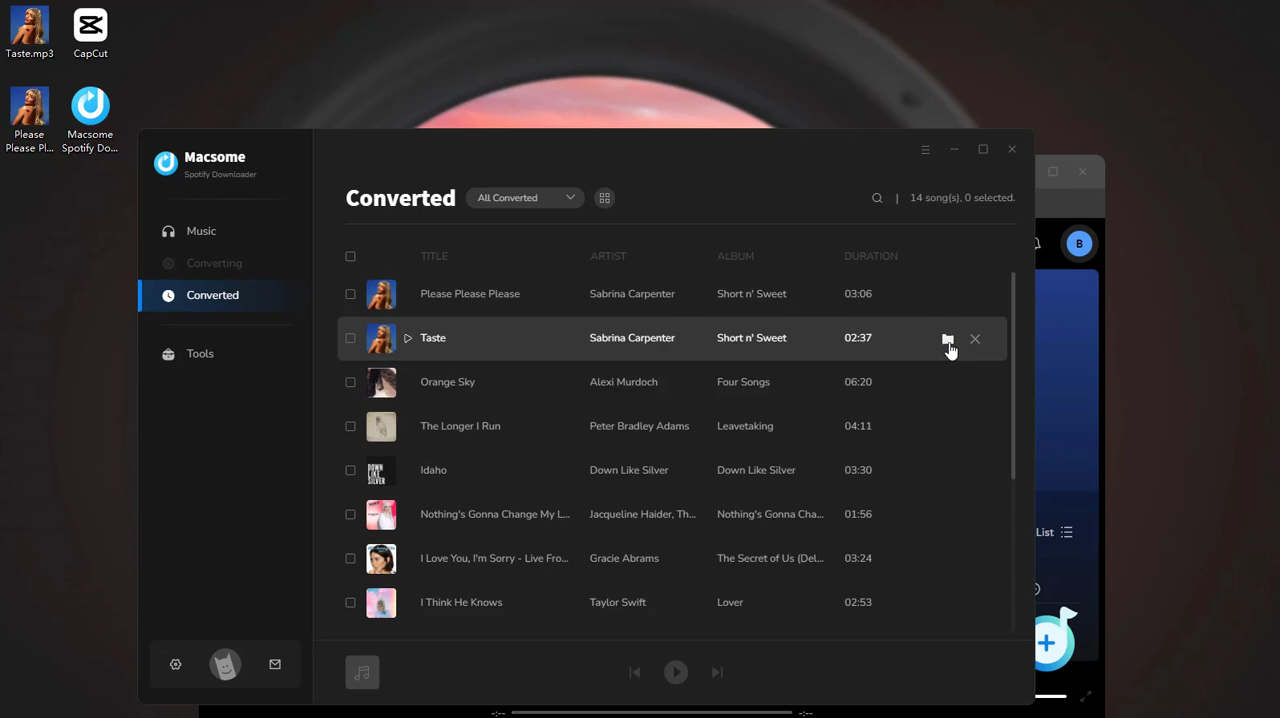 Taste.mp3
CapCut
Please
Please Pl...
Macsome
Spotify Do...
Macsome
Spotify Downloader
Music
Converting
Converted
Tools
Converted
All Converted
| 14 song(s), 0 selected.
TITLE ARTIST ALBUM DURATION
Please Please Please Sabrina Carpenter Short n' Sweet 03:06
Taste Sabrina Carpenter Short n' Sweet 02:37
Orange Sky Alexi Murdoch Four Songs 06:20
The Longer I Run Peter Bradley Adams Leavetaking 04:11
DOWN
LIKE
SILVER
Idaho Down Like Silver Down Like Silver 03:30
Nothing's Gonna Change My L... Jacqueline Haider, Th... Nothing's Gonna Cha... 01:56
I Love You, I'm Sorry - Live Fro... Gracie Abrams The Secret of Us (Del... 03:24
I Think He Knows Taylor Swift Lover 02:53
B
List
-:-- -:--